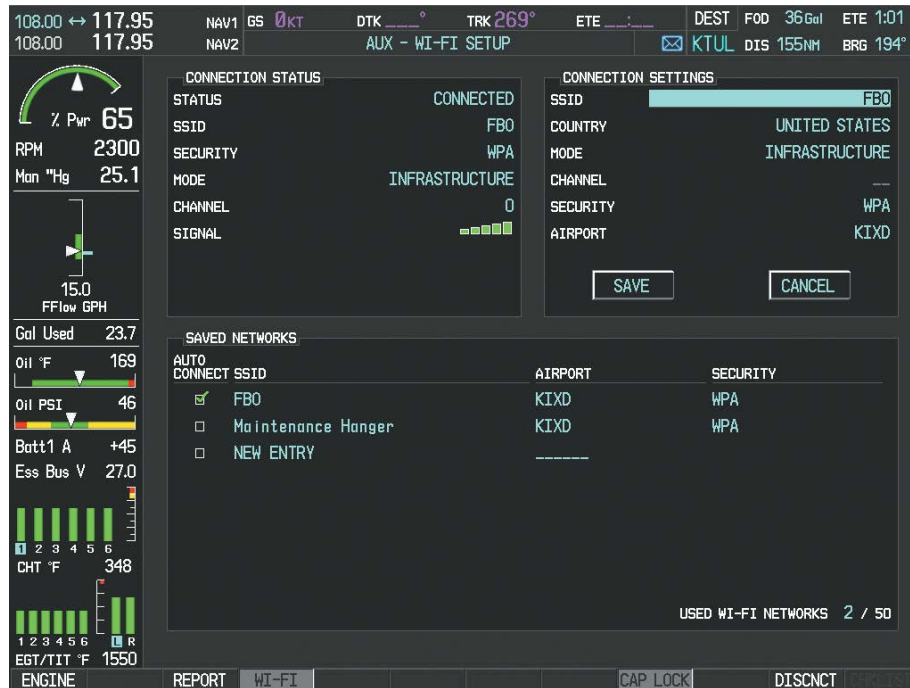 108.00 ↔ 117.95 NAV1 GS 0KT DTK ___° TRK 269° ETE __:__ DEST FOD 36Gal ETE 1:01
108.00 117.95 NAV2 AUX - WI-FI SETUP KTUL DIS 155NM BRG 194°
% Pwr 65
RPM 2300
Man "Hg 25.1
15.0
FFlow GPH
Gal Used 23.7
Oil °F 169
Oil PSI 46
Batt1 A +45
Ess Bus V 27.0
1 2 3 4 5 6
CHT °F 348
1 2 3 4 5 6 L R
EGT/TIT °F 1550
CONNECTION STATUS
STATUS CONNECTED
SSID FBO
SECURITY WPA
MODE INFRASTRUCTURE
CHANNEL 0
SIGNAL
CONNECTION SETTINGS
SSID FBO
COUNTRY UNITED STATES
MODE INFRASTRUCTURE
CHANNEL __
SECURITY WPA
AIRPORT KIXD
SAVE CANCEL
SAVED NETWORKS
AUTO
CONNECT SSID AIRPORT SECURITY
FBO KIXD WPA
Maintenance Hanger KIXD WPA
NEW ENTRY ______
USED WI-FI NETWORKS 2 / 50
ENGINE REPORT WI-FI CAP LOCK DISCNCT